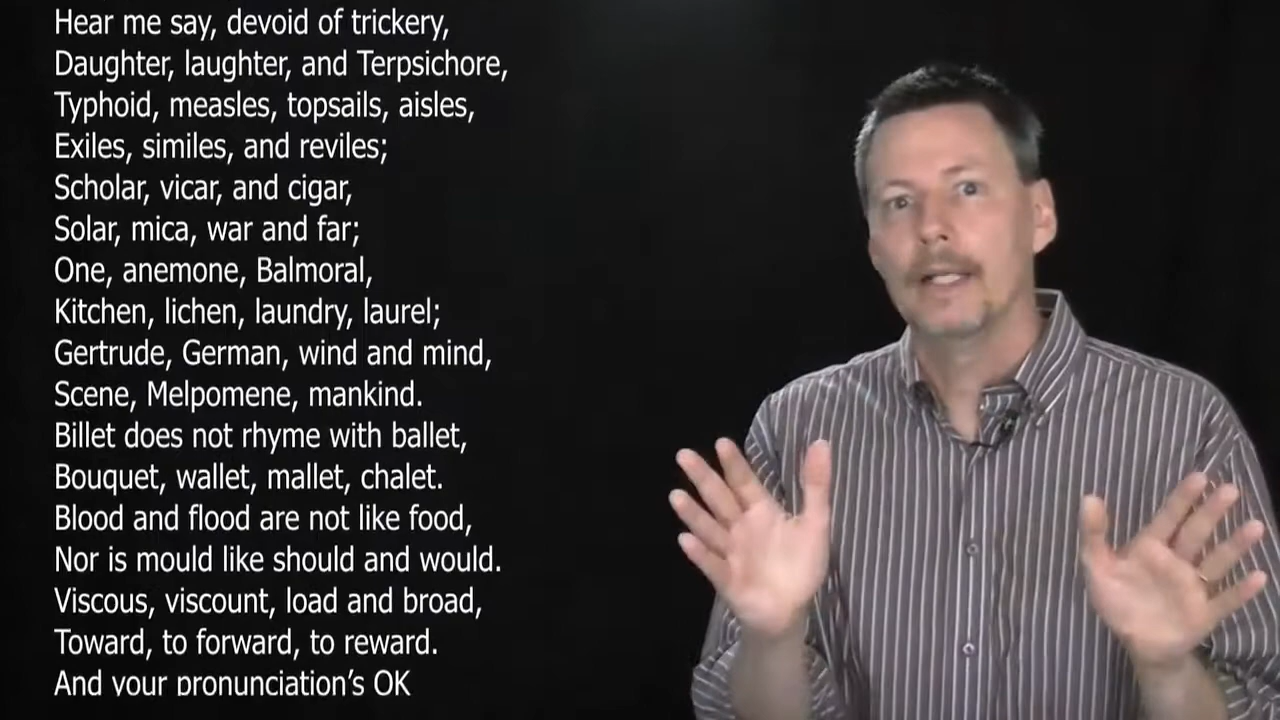 Hear me say, devoid of trickery,
Daughter, laughter, and Terpsichore,
Typhoid, measles, topsails, aisles,
Exiles, similes, and reviles;
Scholar, vicar, and cigar,
Solar, mica, war and far;
One, anemone, Balmoral,
Kitchen, lichen, laundry, laurel;
Gertrude, German, wind and mind,
Scene, Melpomene, mankind.
Billet does not rhyme with ballet,
Bouquet, wallet, mallet, chalet.
Blood and flood are not like food,
Nor is mould like should and would.
Viscous, viscount, load and broad,
Toward, to forward, to reward.
And your pronunciation's OK